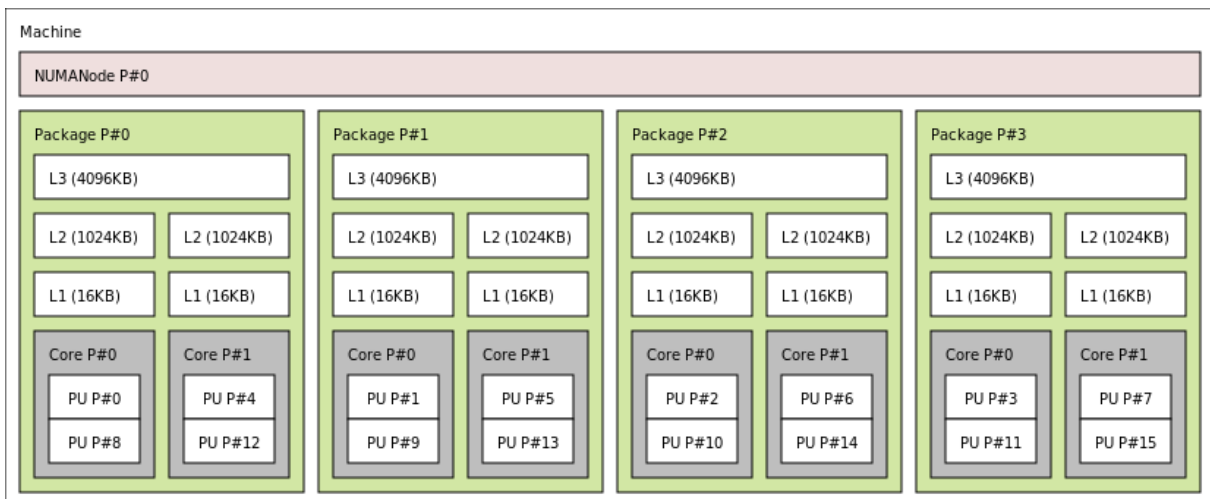 Machine
NUMANode P#0
Package P#0
L3 (4096KB)
L2 (1024KB) L2 (1024KB)
L1 (16KB) L1 (16KB)
Core P#0 Core P#1
PU P#0 PU P#4
PU P#8 PU P#12
Package P#1
L3 (4096KB)
L2 (1024KB) L2 (1024KB)
L1 (16KB) L1 (16KB)
Core P#0 Core P#1
PU P#1 PU P#5
PU P#9 PU P#13
Package P#2
L3 (4096KB)
L2 (1024KB) L2 (1024KB)
L1 (16KB) L1 (16KB)
Core P#0 Core P#1
PU P#2 PU P#6
PU P#10 PU P#14
Package P#3
L3 (4096KB)
L2 (1024KB) L2 (1024KB)
L1 (16KB) L1 (16KB)
Core P#0 Core P#1
PU P#3 PU P#7
PU P#11 PU P#15